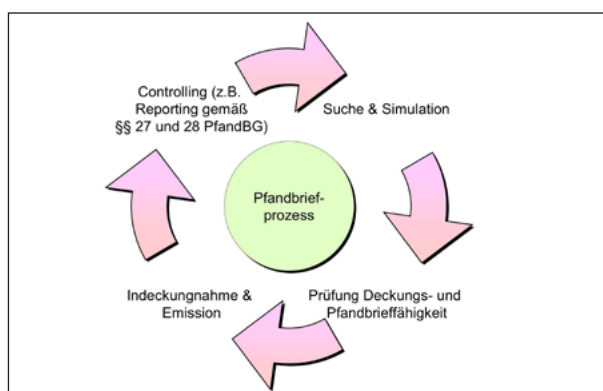 Controlling (z.B.
Reporting gemäß
§§ 27 und 28 PfandBG)
Suche & Simulation
Pfandbrief-
prozess
Indeckungnahme &
Emission
Prüfung Deckungs- und
Pfandbrieffähigkeit